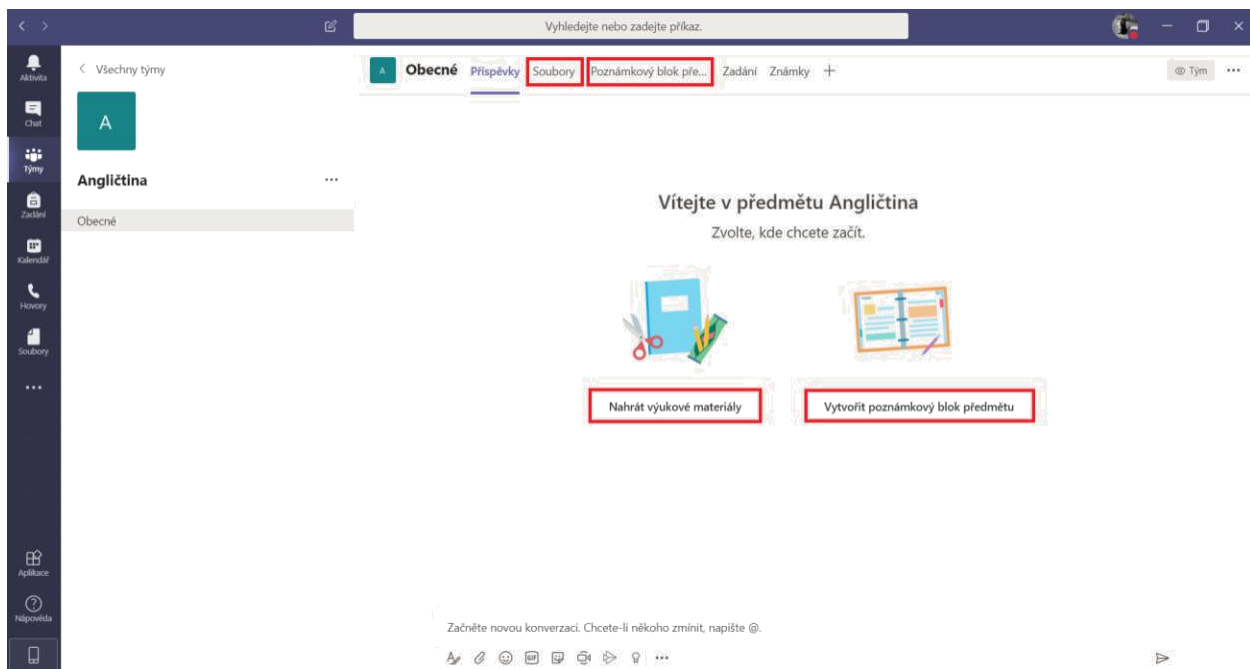 Vyhledejte nebo zadejte příkaz.
Aktivita
Chat
Týmy
Zadání
Kalendář
Hovory
Soubory
Aplikace
Nápověda
Všechny týmy
A
Angličtina
Obecné
A Obecné Příspěvky Soubory Poznámkový blok pře... Zadání Známky + Tým
Vítejte v předmětu Angličtina
Zvolte, kde chcete začít.
Nahrát výukové materiály
Vytvořit poznámkový blok předmětu
Začněte novou konverzaci. Chcete-li někoho zmínit, napište @.
GIF